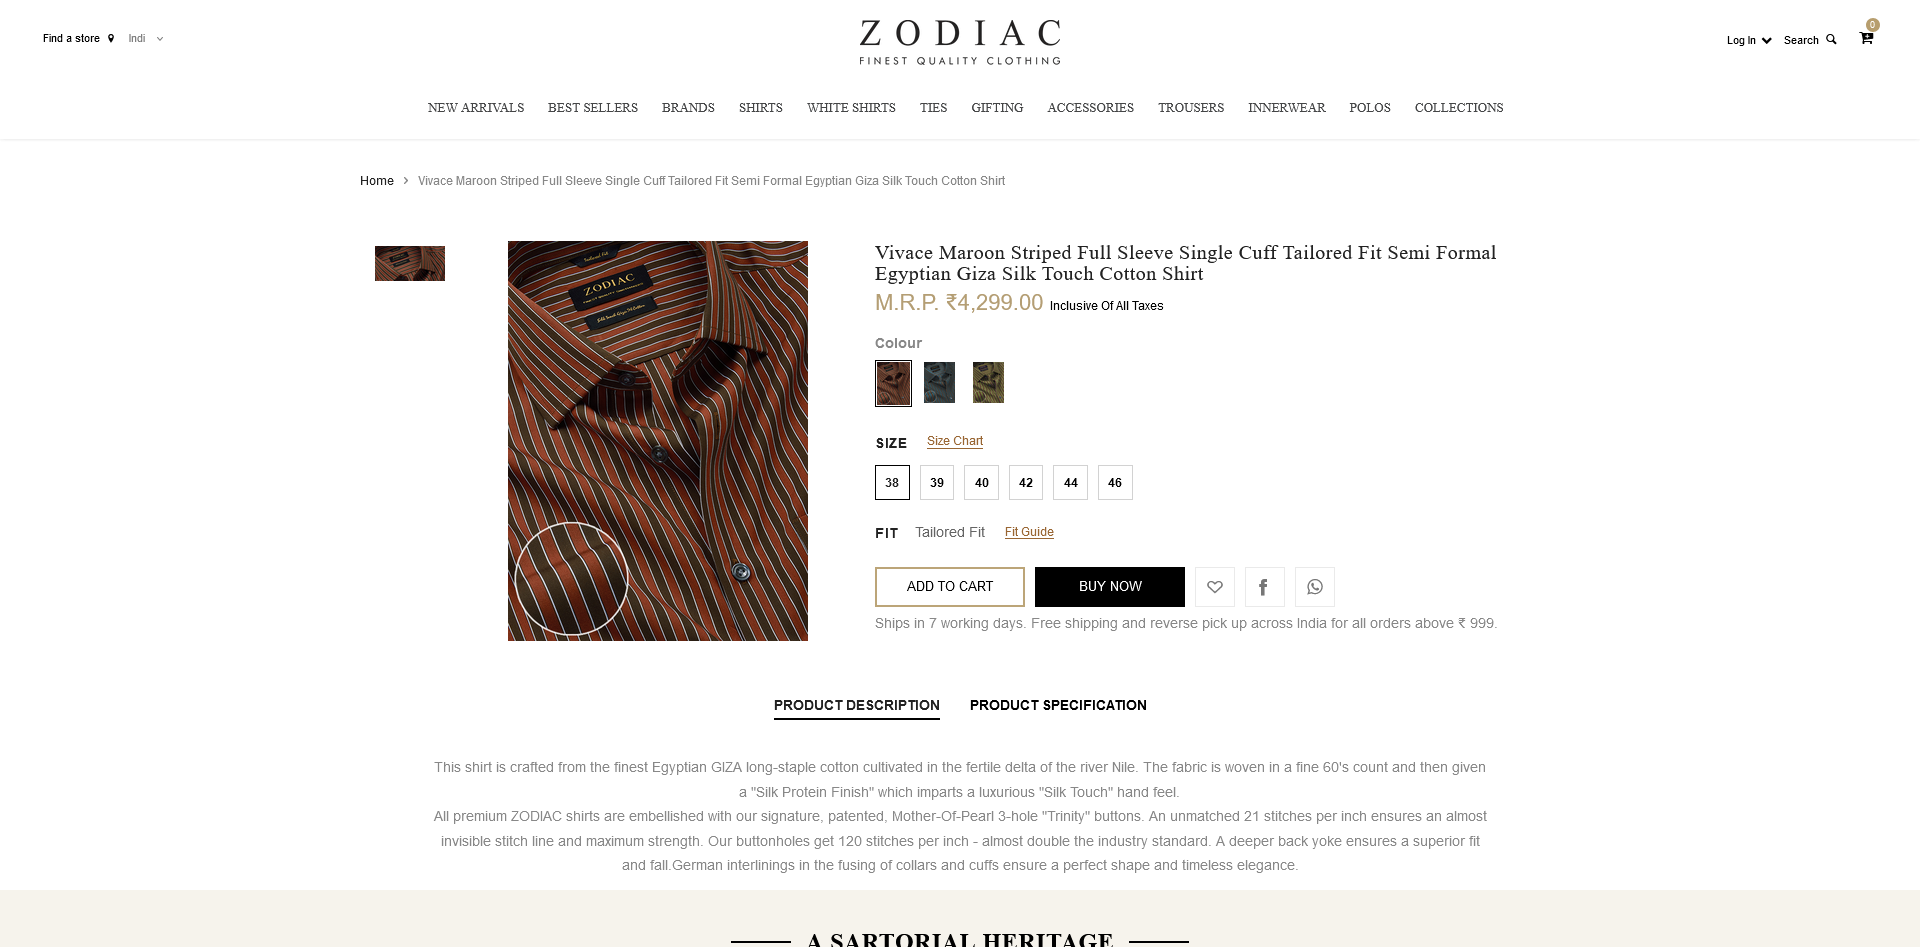 Find a store
Indi
ZODIAC
FINEST QUALITY CLOTHING
Log In
Search
0
NEW ARRIVALS
BEST SELLERS
BRANDS
SHIRTS
WHITE SHIRTS
TIES
GIFTING
ACCESSORIES
TROUSERS
INNERWEAR
POLOS
COLLECTIONS
Home
Vivace Maroon Striped Full Sleeve Single Cuff Tailored Fit Semi Formal Egyptian Giza Silk Touch Cotton Shirt
Tailored Fit
ZODIAC
Vivace Maroon Striped Full Sleeve Single Cuff Tailored Fit Semi Formal
Egyptian Giza Silk Touch Cotton Shirt
M.R.P. ₹4,299.00 Inclusive Of All Taxes
Colour
SIZE
Size Chart
38
39
40
42
44
46
FIT
Tailored Fit
Fit Guide
ADD TO CART
BUY NOW
Ships in 7 working days. Free shipping and reverse pick up across India for all orders above ₹ 999.
PRODUCT DESCRIPTION
PRODUCT SPECIFICATION
This shirt is crafted from the finest Egyptian GIZA long-staple cotton cultivated in the fertile delta of the river Nile. The fabric is woven in a fine 60's count and then given
a "Silk Protein Finish" which imparts a luxurious "Silk Touch" hand feel.
All premium ZODIAC shirts are embellished with our signature, patented, Mother-Of-Pearl 3-hole "Trinity" buttons. An unmatched 21 stitches per inch ensures an almost
invisible stitch line and maximum strength. Our buttonholes get 120 stitches per inch - almost double the industry standard. A deeper back yoke ensures a superior fit
and fall.German interlinings in the fusing of collars and cuffs ensure a perfect shape and timeless elegance.
A SARTORIAL HERITAGE